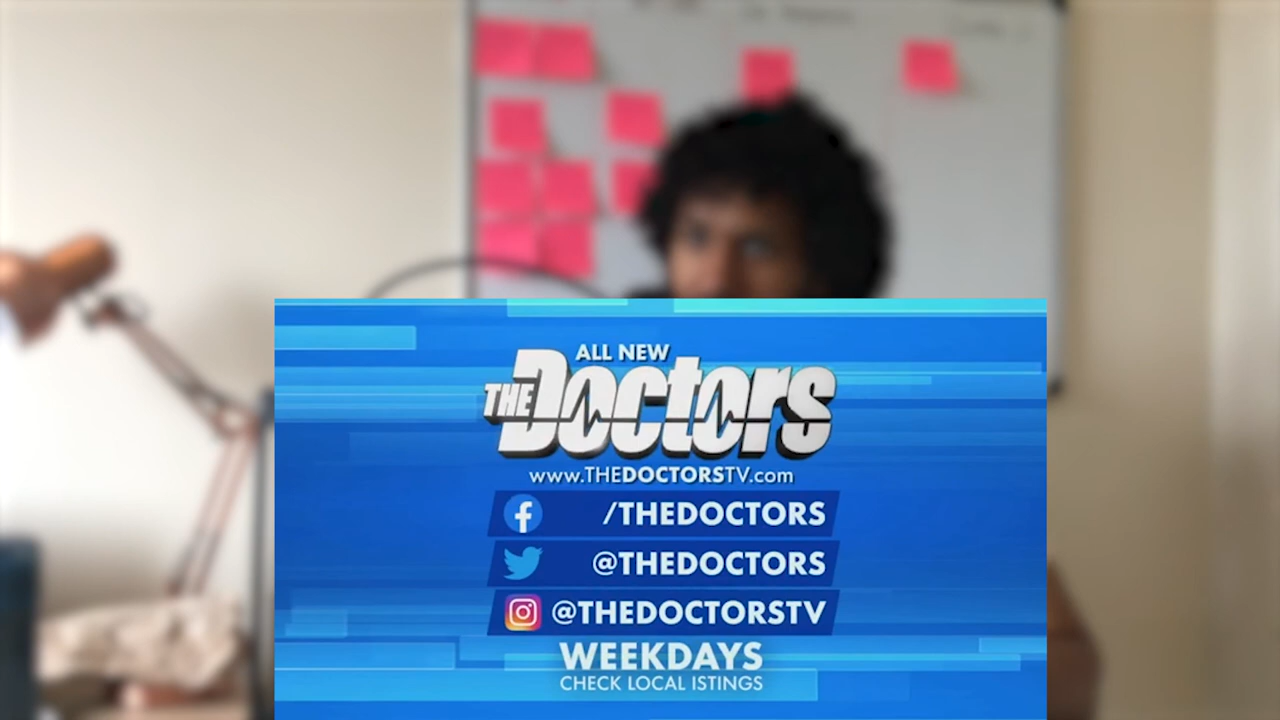 ALL NEW
THE Doctors
www.THEDOCTORSTV.com
/THEDOCTORS
@THEDOCTORS
@THEDOCTORSTV
WEEKDAYS
CHECK LOCAL ISTINGS